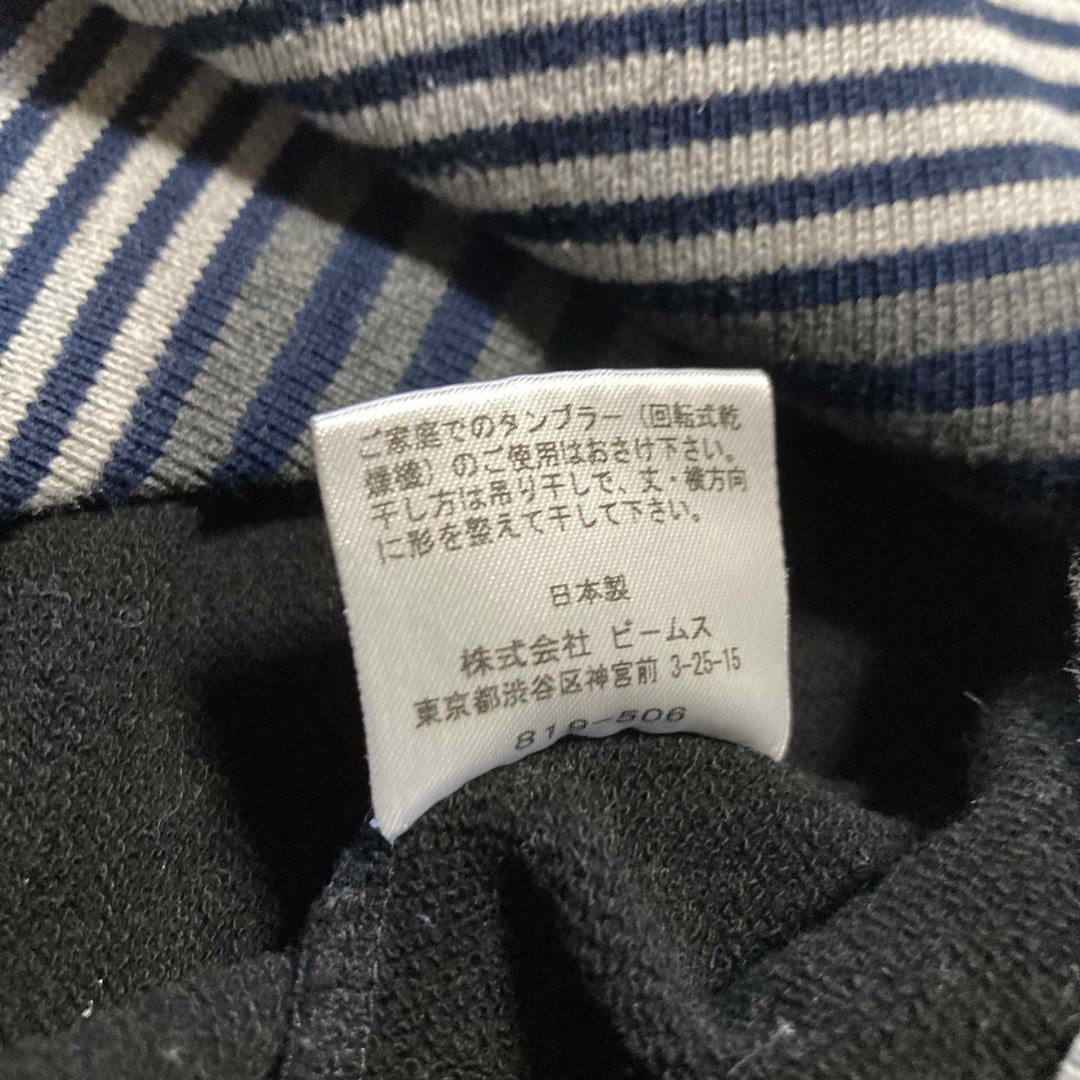 ご家庭でのタンブラー（回転式乾
燥機）のご使用はおさけ下さい。
干し方は吊り干しで、丈・横方向
に形を整えて干して下さい。
日本製
株式会社 ビームス
東京都渋谷区神宮前 3-25-15
819-506